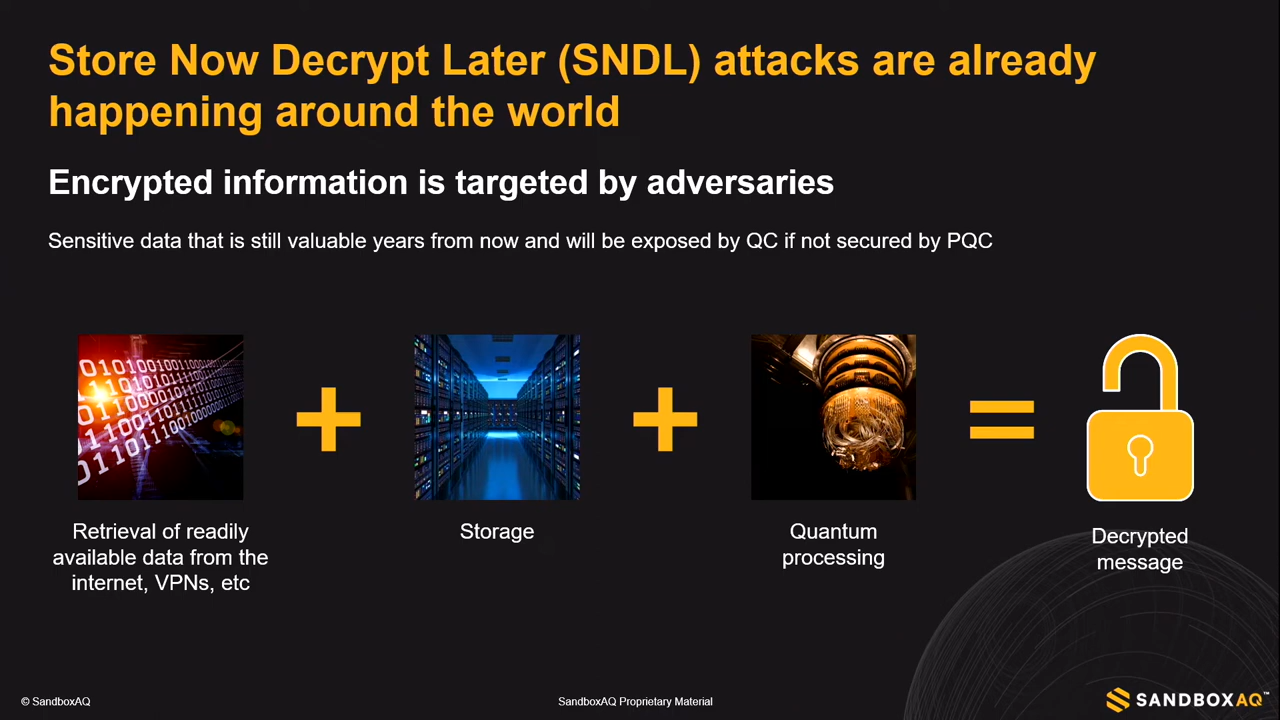 Store Now Decrypt Later (SNDL) attacks are already
happening around the world
Encrypted information is targeted by adversaries
Sensitive data that is still valuable years from now and will be exposed by QC if not secured by PQC
Retrieval of readily
available data from the
internet, VPNs, etc
Storage
Quantum
processing
Decrypted
message
© SandboxAQ
SandboxAQ Proprietary Material
SANDBOXAQ™